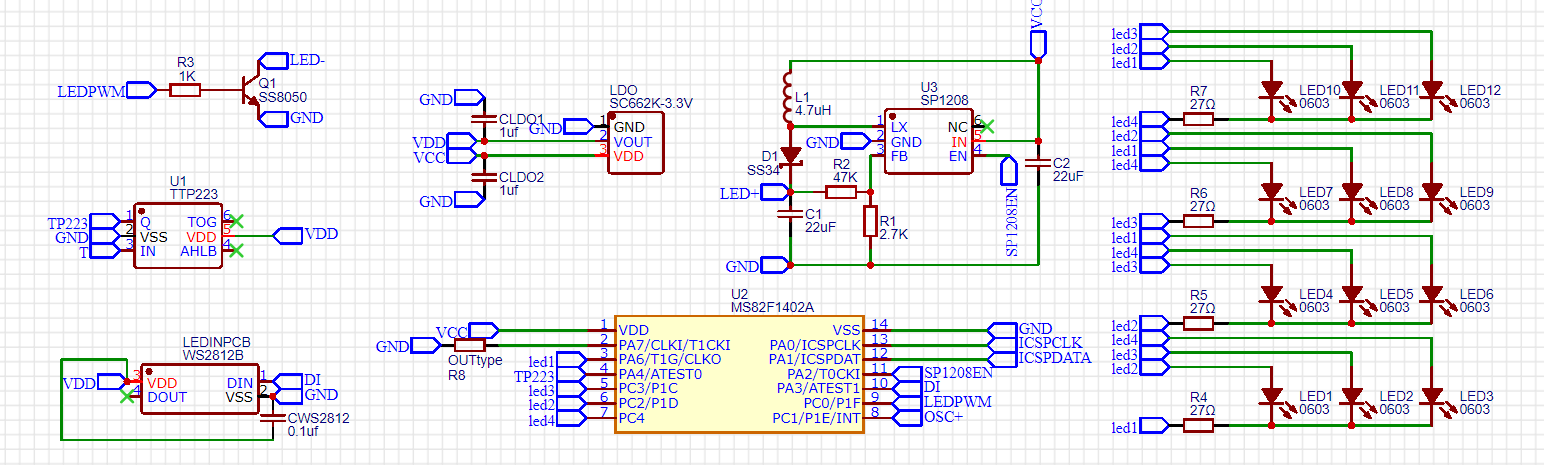 R3
1K
LEDPWM
LED-
Q1
SS8050
GND
U1
TTP223
TP223 1 Q TOG 6
GND 2 VSS VDD 5 VDD
T 3 IN AHLB 4
LEDINPCB
WS2812B
VDD 3 VDD DIN 1 DI
4 DOUT VSS 2 GND
CWS2812
0.1uf
LDO
SC662K-3.3V
GND
CLDO1
1uf
GND 1 GND
VDD 2 VOUT
VCC 3 VDD
CLDO2
1uf
GND
VCC
L1
4.7uH
U3
SP1208
1 LX NC 6
GND 2 GND IN 5
3 FB EN 4
D1
SS34
R2
47K
LED+
C1
22uF
R1
2.7K
SP1208EN
C2
22uF
GND
U2
MS82F1402A
VCC 1 VDD VSS 14 GND
GND 2 PA7/CLKI/T1CKI PA0/ICSPCLK 13 ICSPCLK
OUTtype
R8
led1 3 PA6/T1G/CLKO PA1/ICSPDAT 12 ICSPDATA
TP223 4 PA4/ATEST0 PA2/T0CKI 11 SP1208EN
led3 5 PC3/P1C PA3/ATEST1 10 DI
led2 6 PC2/P1D PC0/P1F 9 LEDPWM
led4 7 PC4 PC1/P1E/INT 8 OSC+
led3
led2
led1
R7
27Ω
LED10
0603
LED11
0603
LED12
0603
led4
led2
led1
led4
R6
27Ω
LED7
0603
LED8
0603
LED9
0603
led3
led1
led4
led3
R5
27Ω
LED4
0603
LED5
0603
LED6
0603
led2
led4
led3
led2
R4
27Ω
LED1
0603
LED2
0603
LED3
0603
led1